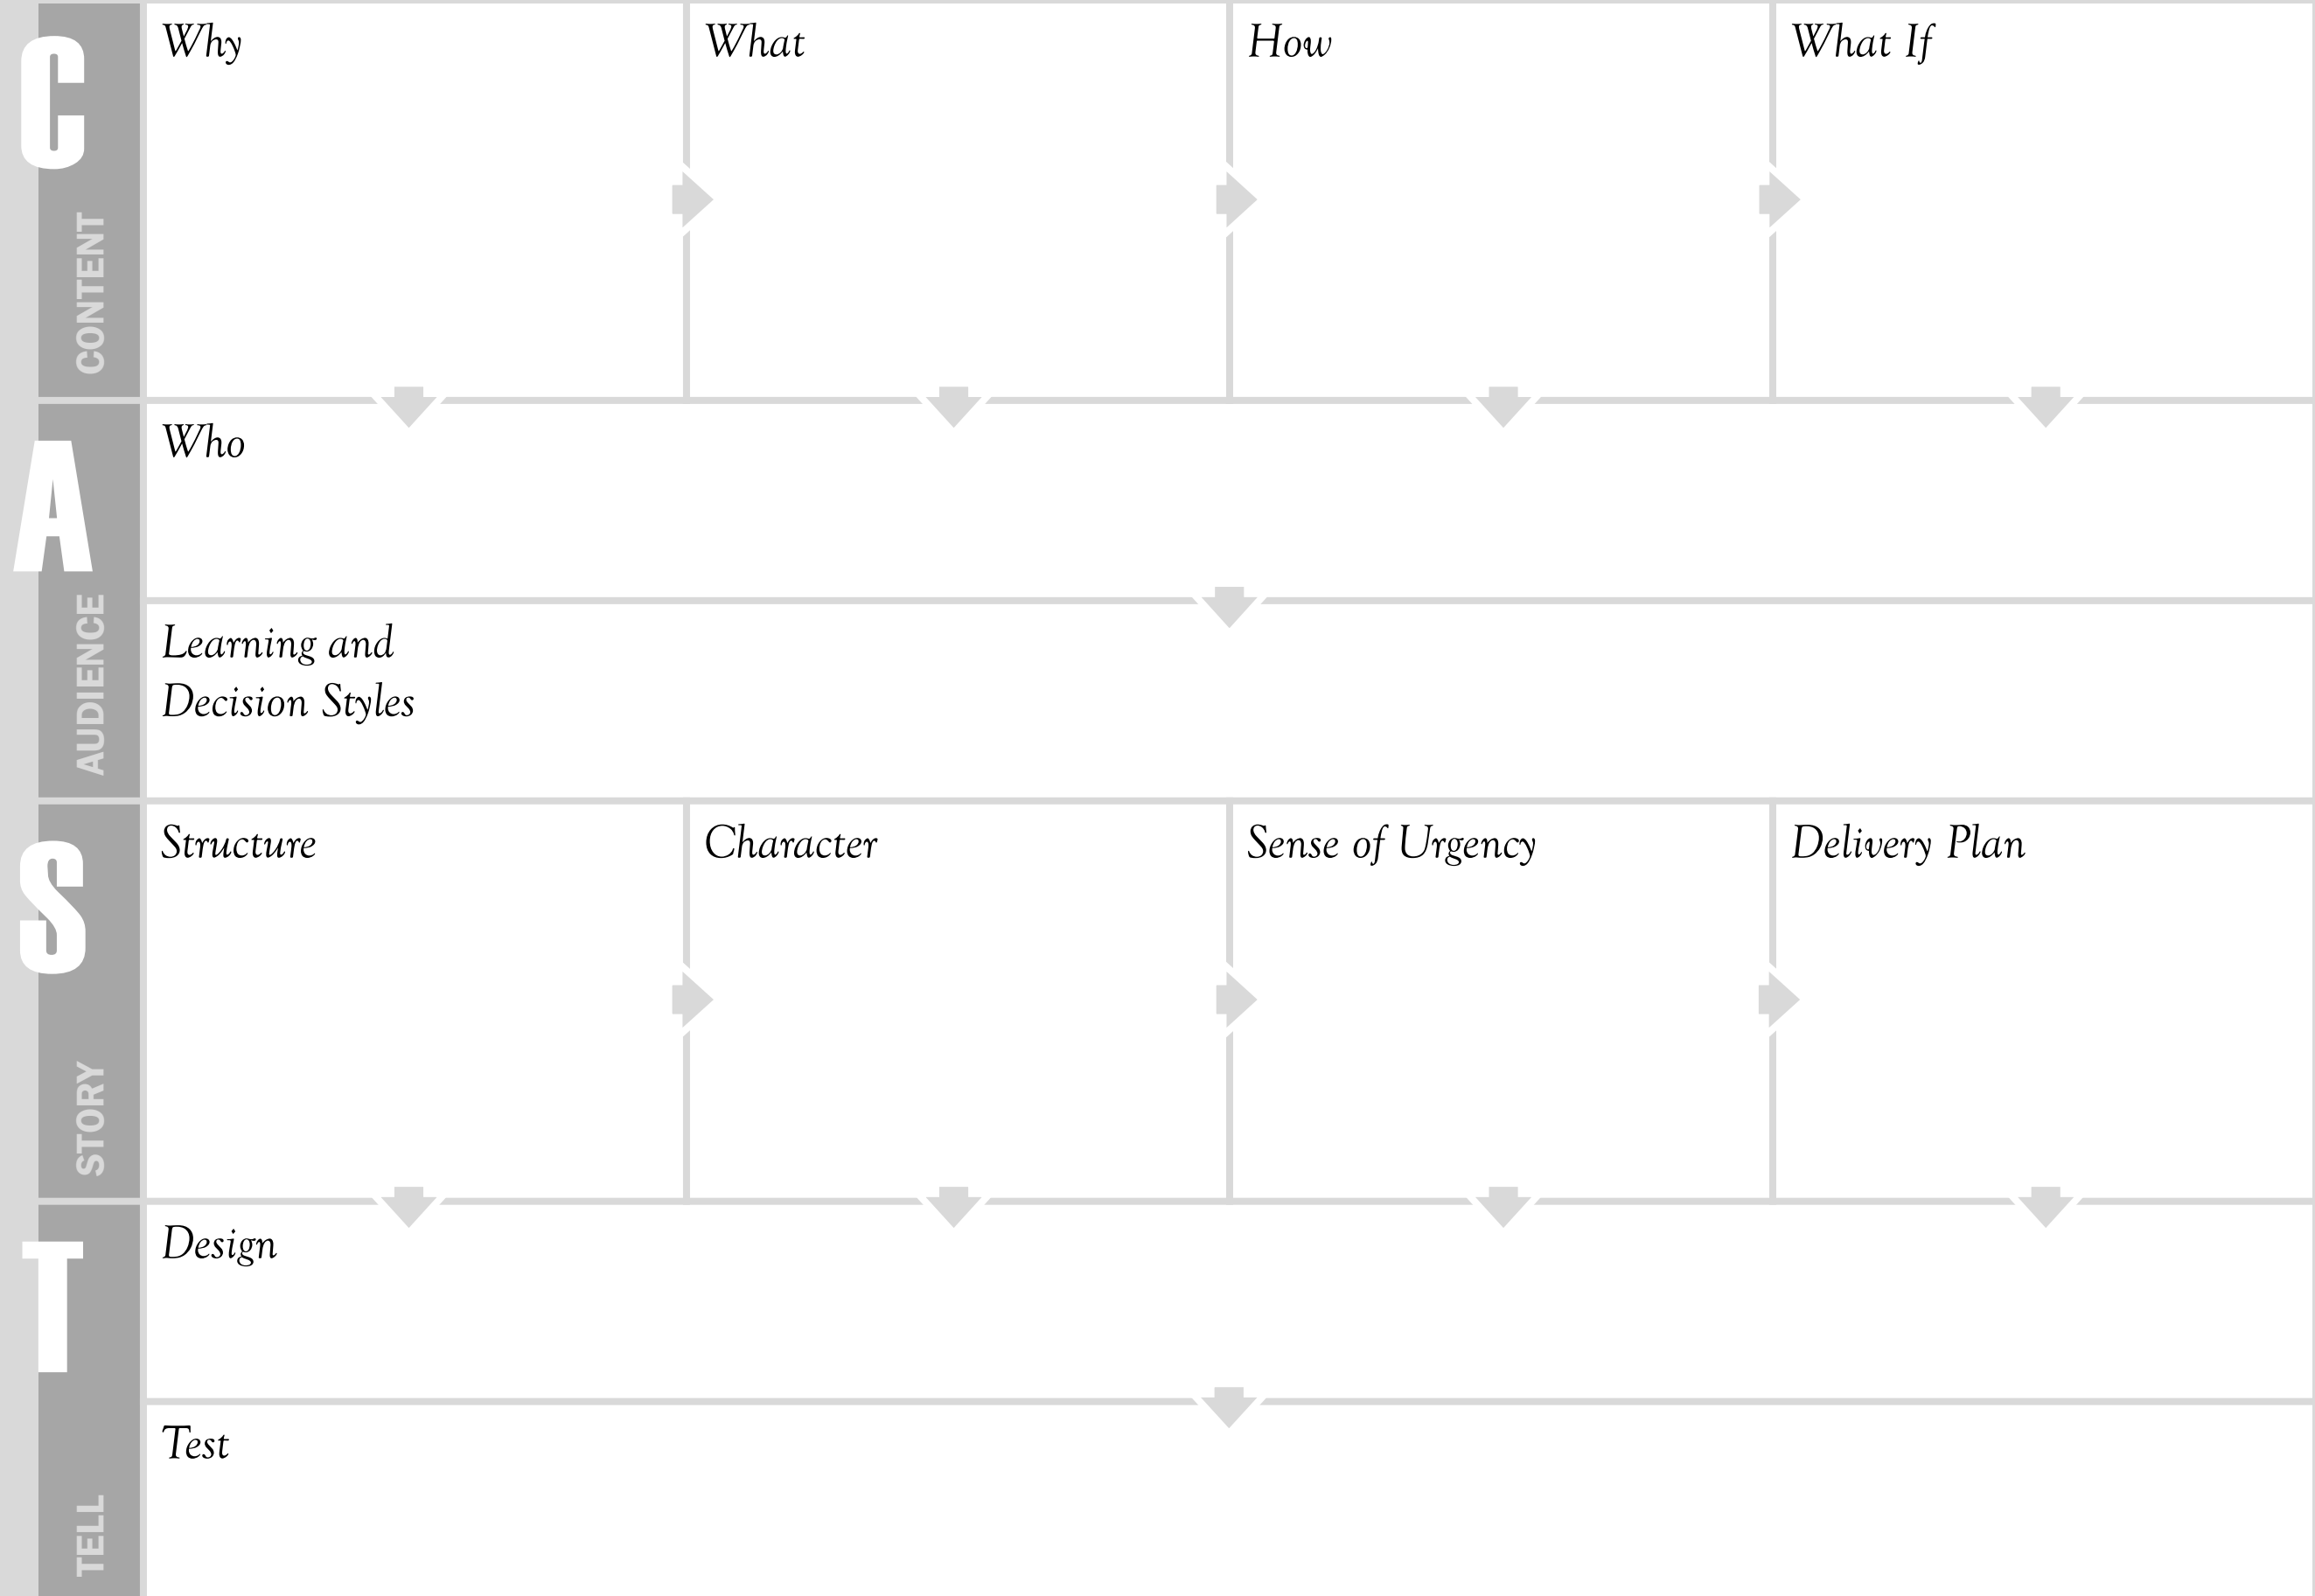 C
CONTENT
Why
What
How
What If
A
AUDIENCE
Who
Learning and
Decision Styles
S
STORY
Structure
Character
Sense of Urgency
Delivery Plan
T
TELL
Design
Test